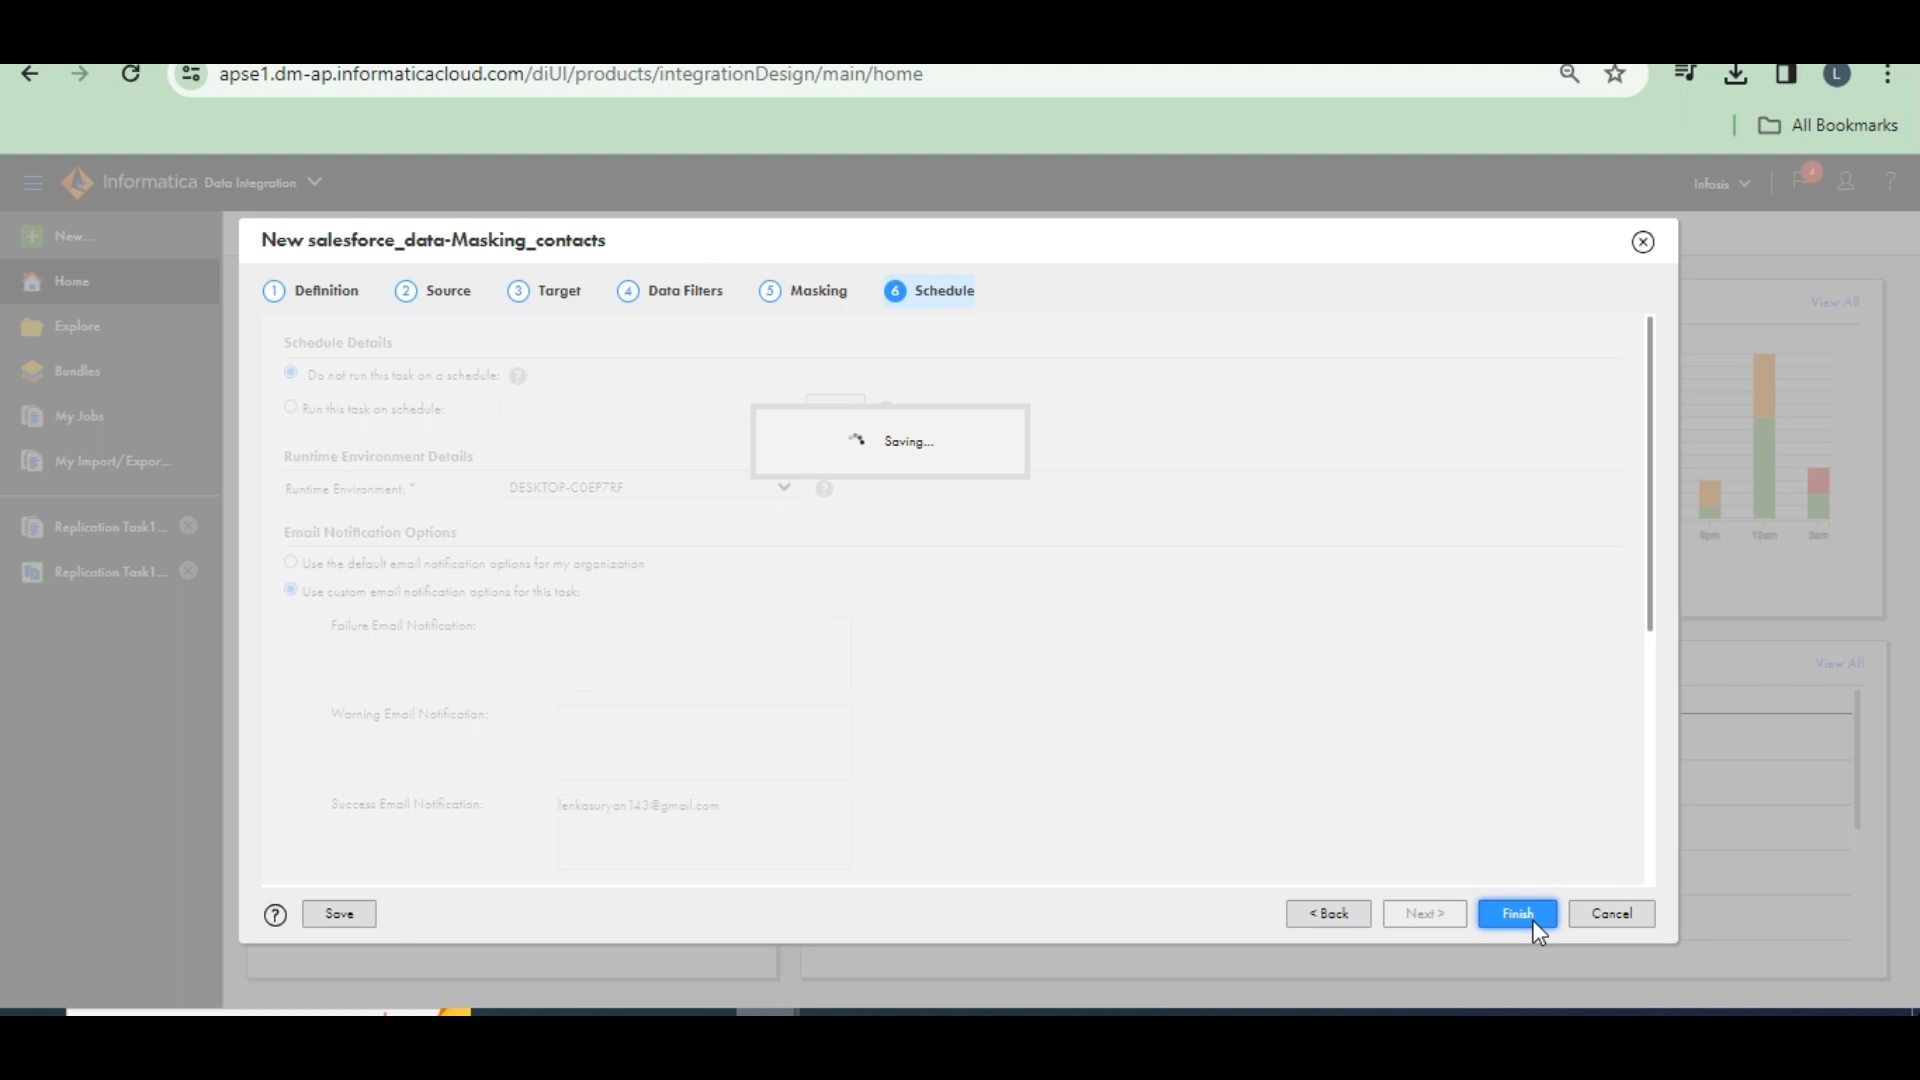 apse1.dm-ap.informaticacloud.com/diUI/products/integrationDesign/main/home
L
All Bookmarks
Informatica Data Integration
Infosis
4
?
New...
Home
Explore
Bundles
My Jobs
My Import/Expor...
Replication Task1...
Replication Task1...
New salesforce_data-Masking_contacts
1 Definition 2 Source 3 Target 4 Data Filters 5 Masking 6 Schedule
Schedule Details
Do not run this task on a schedule: ?
Run this task on schedule:
Saving...
Runtime Environment Details
Runtime Environment: * DESKTOP-C0EP7RF ?
Email Notification Options
Use the default email notification options for my organization
Use custom email notification options for this task:
Failure Email Notification:
Warning Email Notification:
Success Email Notification: lenkasuryan143@gmail.com
? Save < Back Next > Finish Cancel
View All
9pm 12am 3am
View All